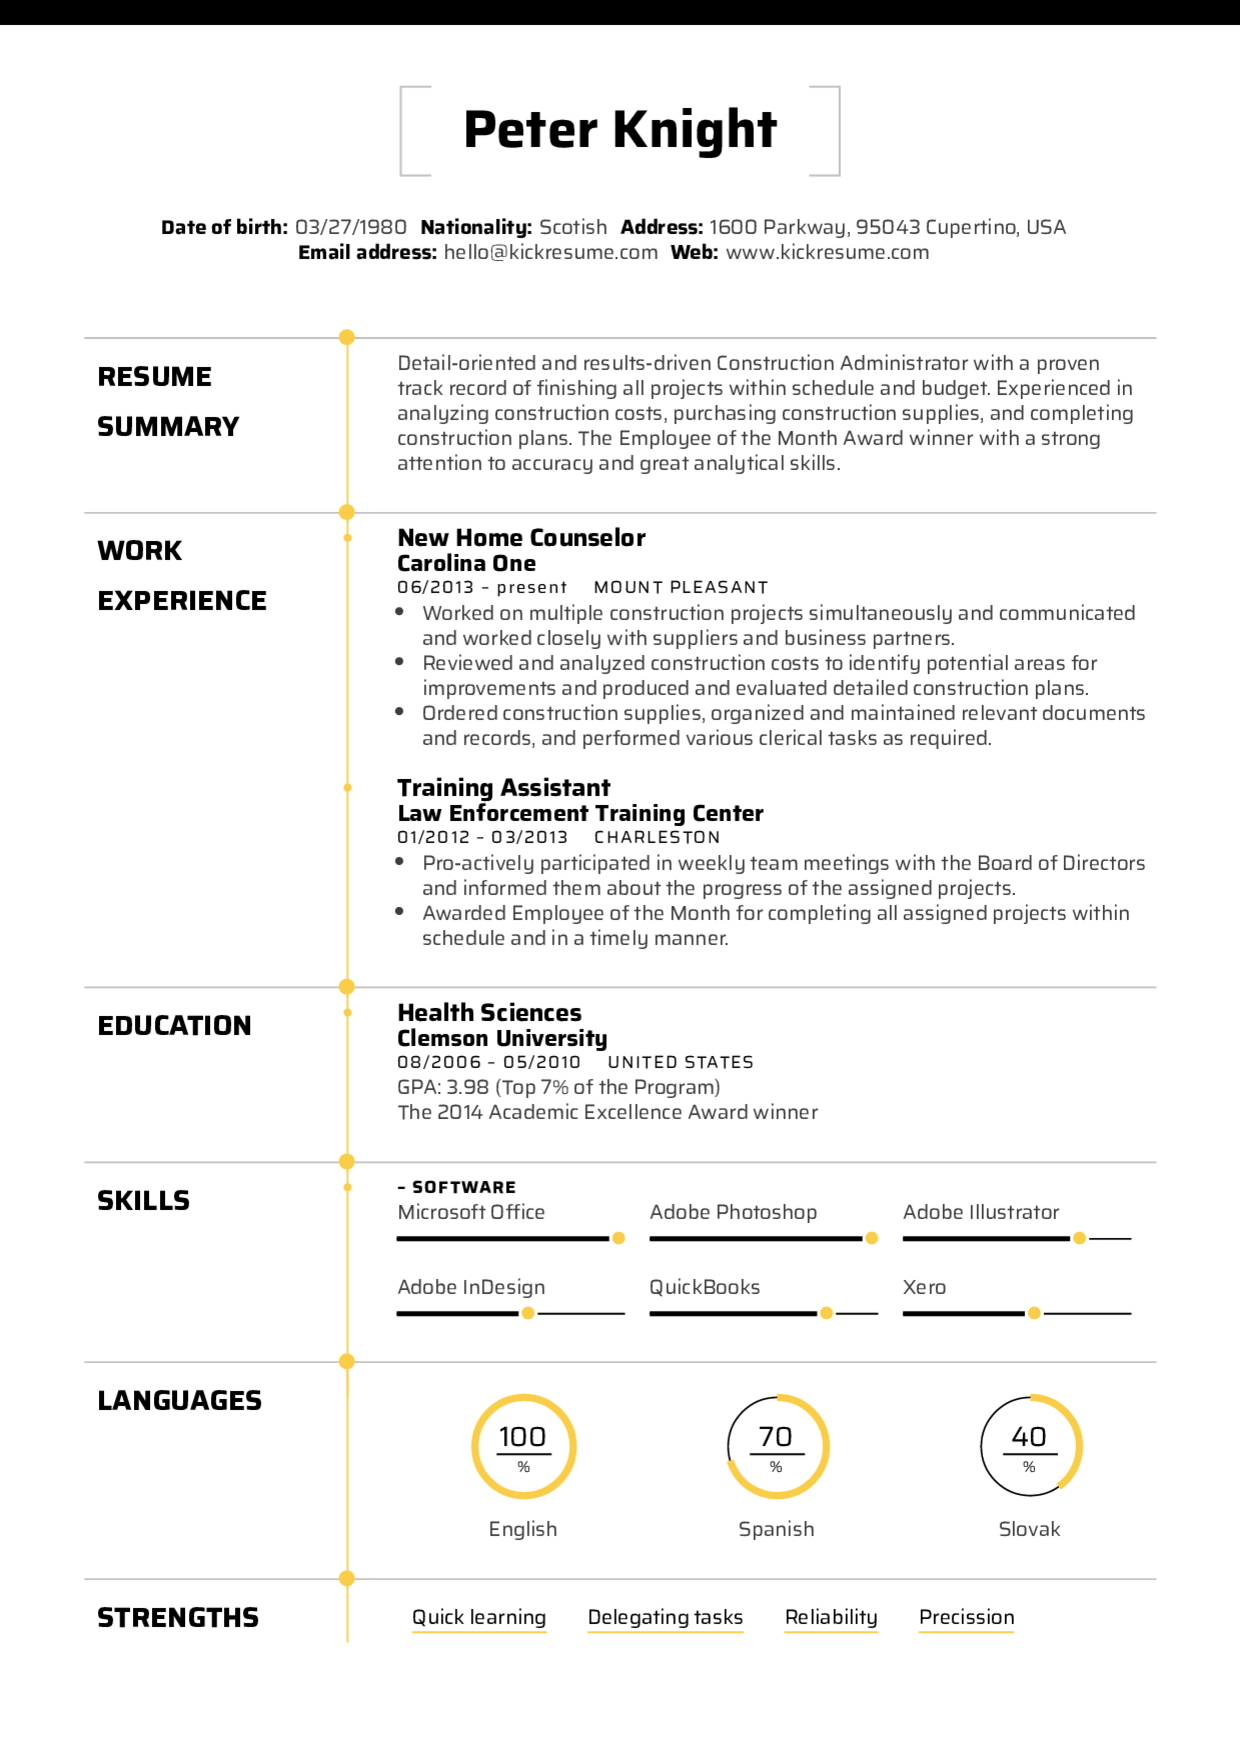 Peter Knight
Date of birth: 03/27/1980 Nationality: Scotish Address: 1600 Parkway, 95043 Cupertino, USA
Email address: hello@kickresume.com Web: www.kickresume.com
RESUME
SUMMARY
Detail-oriented and results-driven Construction Administrator with a proven
track record of finishing all projects within schedule and budget. Experienced in
analyzing construction costs, purchasing construction supplies, and completing
construction plans. The Employee of the Month Award winner with a strong
attention to accuracy and great analytical skills.
WORK
EXPERIENCE
New Home Counselor
Carolina One
06/2013 – present MOUNT PLEASANT
• Worked on multiple construction projects simultaneously and communicated
and worked closely with suppliers and business partners.
• Reviewed and analyzed construction costs to identify potential areas for
improvements and produced and evaluated detailed construction plans.
• Ordered construction supplies, organized and maintained relevant documents
and records, and performed various clerical tasks as required.
Training Assistant
Law Enforcement Training Center
01/2012 – 03/2013 CHARLESTON
• Pro-actively participated in weekly team meetings with the Board of Directors
and informed them about the progress of the assigned projects.
• Awarded Employee of the Month for completing all assigned projects within
schedule and in a timely manner.
EDUCATION
Health Sciences
Clemson University
08/2006 – 05/2010 UNITED STATES
GPA: 3.98 (Top 7% of the Program)
The 2014 Academic Excellence Award winner
SKILLS
– SOFTWARE
Microsoft Office Adobe Photoshop Adobe Illustrator
Adobe InDesign QuickBooks Xero
LANGUAGES
100 70 40
% % %
English Spanish Slovak
STRENGTHS
Quick learning Delegating tasks Reliability Precission